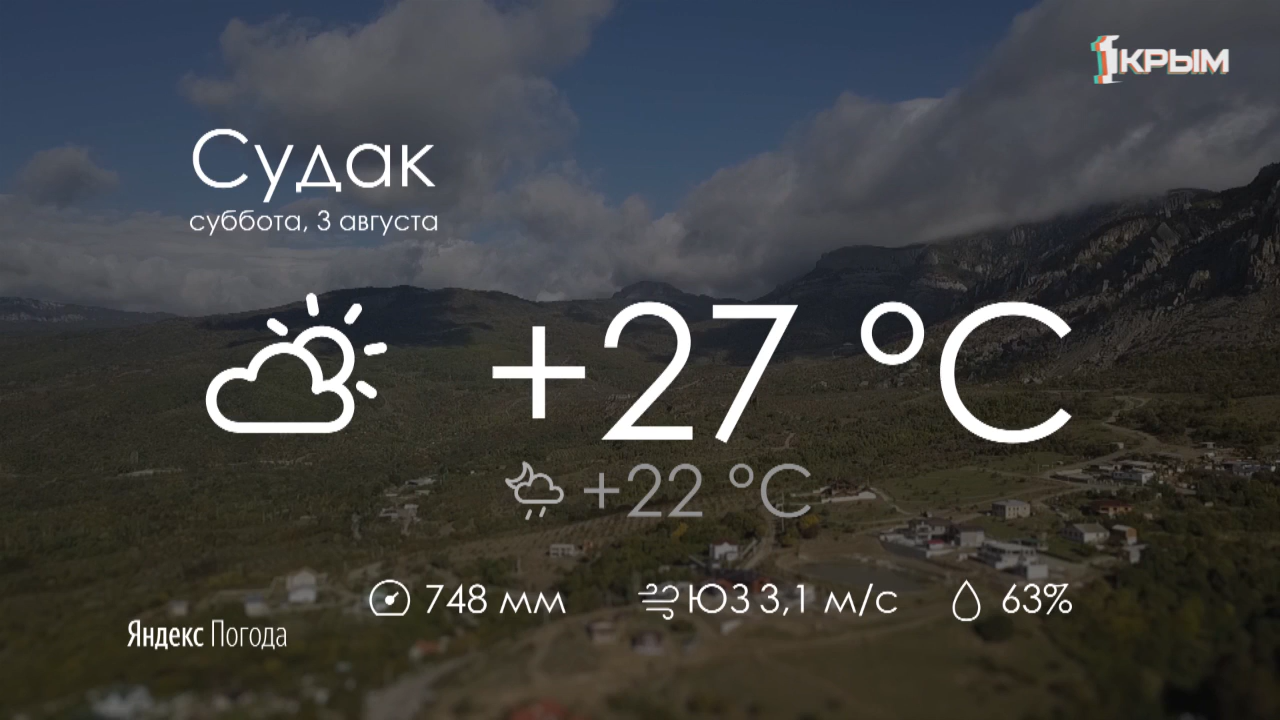 1КРЫМ
Судак
суббота, 3 августа
+27 °C
+22 °C
748 мм
ЮЗ 3,1 м/с
63%
Яндекс Погода